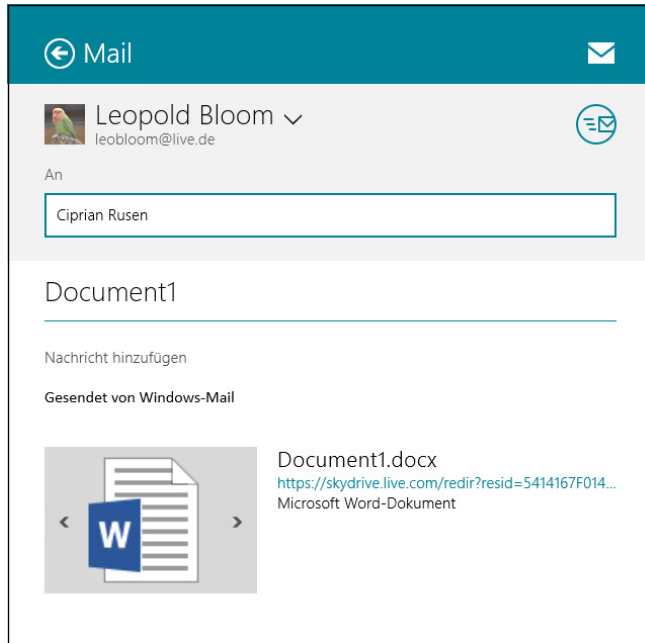 Mail
Leopold Bloom
leobloom@live.de
An
Ciprian Rusen
Document1
Nachricht hinzufügen
Gesendet von Windows-Mail
W
Document1.docx
https://skydrive.live.com/redir?resid=5414167F014...
Microsoft Word-Dokument